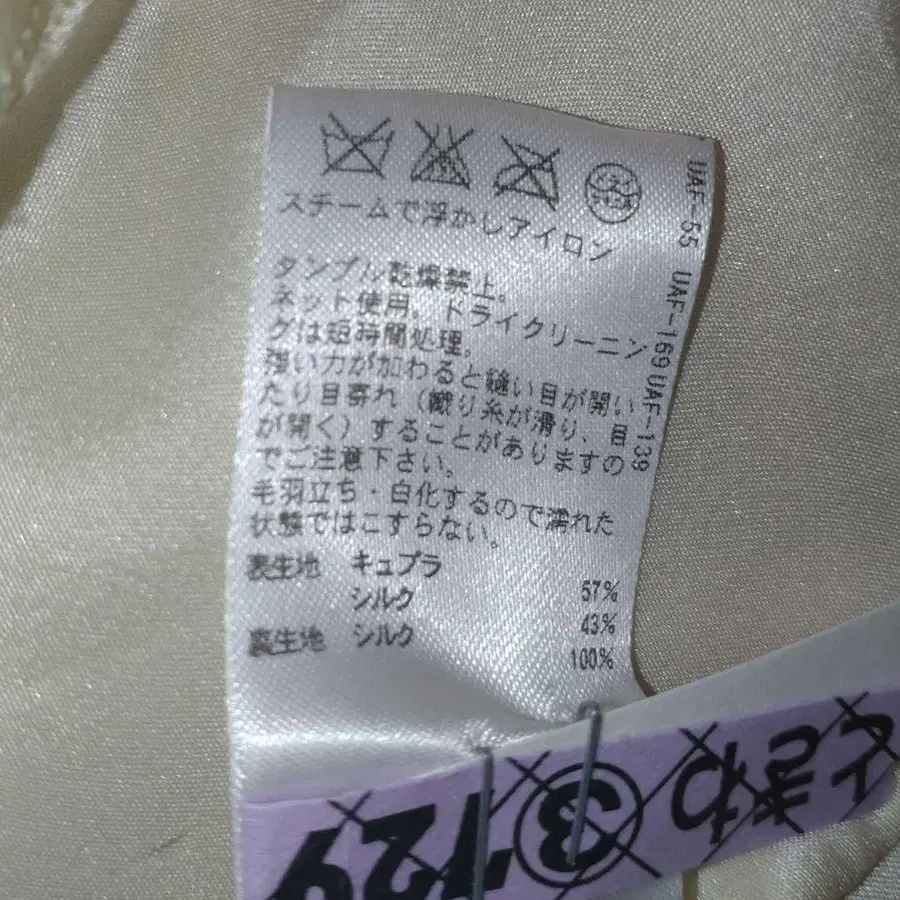 スチームで浮かしアイロン
タンブル乾燥禁止。
ネット使用。ドライクリーニン
グは短時間処理。
強い力が加わると縫い目が開い
たり目寄れ（織り糸が滑り、目
が開く）することがありますの
でご注意下さい。
毛羽立ち・白化するので濡れた
状態ではこすらない。
表生地 キュプラ 57%
シルク 43%
裏生地 シルク 100%
UAF-55 UAF-169 UAF-139
ときわ
③129